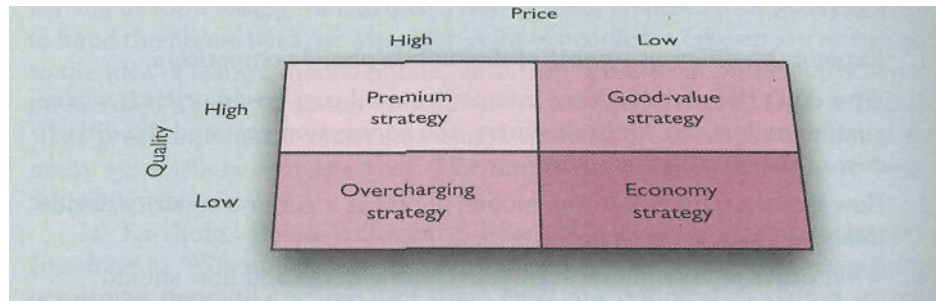 Price
High Low
High
Premium
strategy
Good-value
strategy
Quality
Low
Overcharging
strategy
Economy
strategy